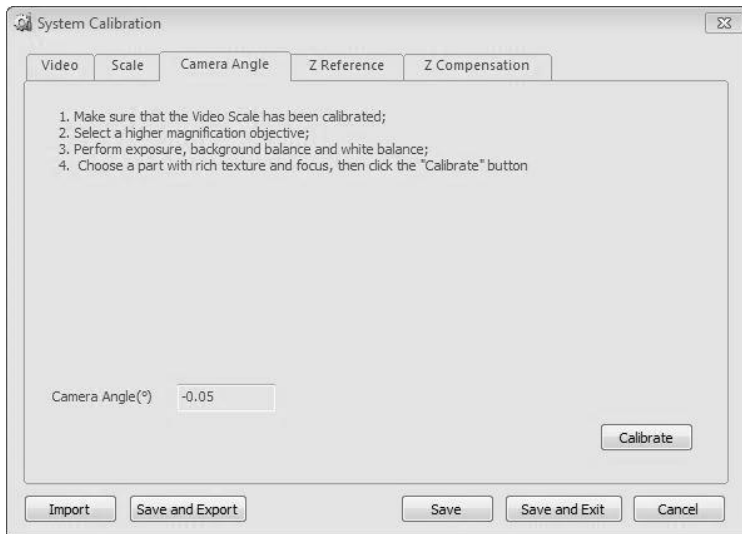 System Calibration
Video Scale Camera Angle Z Reference Z Compensation
1. Make sure that the Video Scale has been calibrated;
2. Select a higher magnification objective;
3. Perform exposure, background balance and white balance;
4. Choose a part with rich texture and focus, then click the "Calibrate" button
Camera Angle(°) -0.05
Calibrate
Import Save and Export Save Save and Exit Cancel